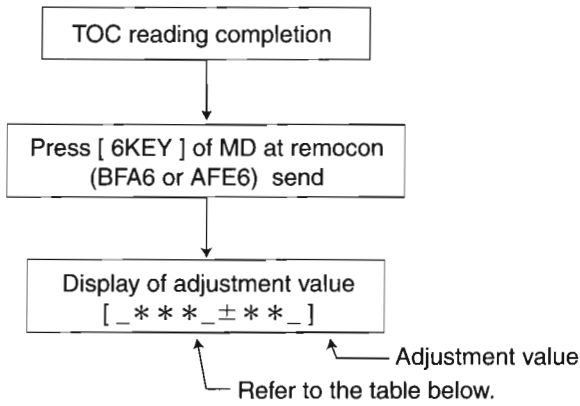 TOC reading completion
Press [ 6KEY ] of MD at remocon
(BFA6 or AFE6) send
Display of adjustment value
[ _＊＊＊_±＊＊_ ]
Adjustment value
Refer to the table below.